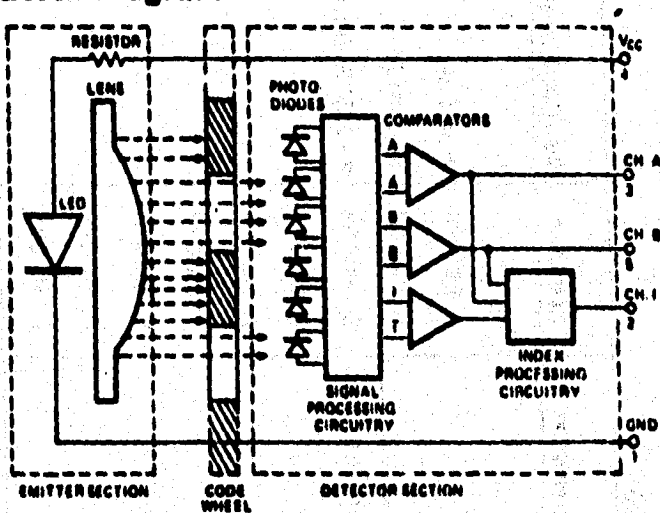 RESISTOR
VCC
4
LENS
PHOTO
DIODES
COMPARATORS
A
CH A
3
Ā
LED
B
CH B
5
B̄
I
CH. I
2
Ī
INDEX
PROCESSING
CIRCUITRY
SIGNAL
PROCESSING
CIRCUITRY
GND
1
EMITTER SECTION
CODE
WHEEL
DETECTOR SECTION